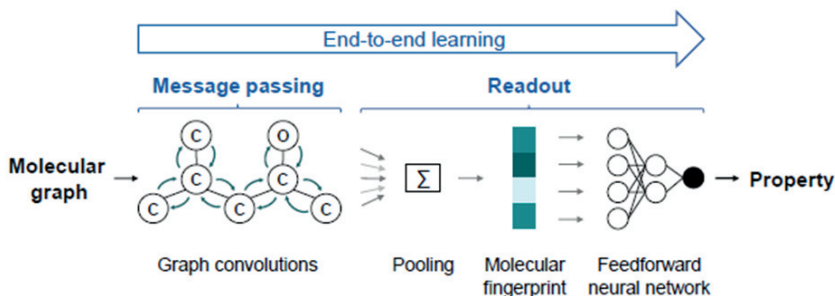 End-to-end learning
Message passing
Readout
C
O
Molecular
graph
C
C
C
C
C
Σ
Property
Graph convolutions
Pooling
Molecular
fingerprint
Feedforward
neural network